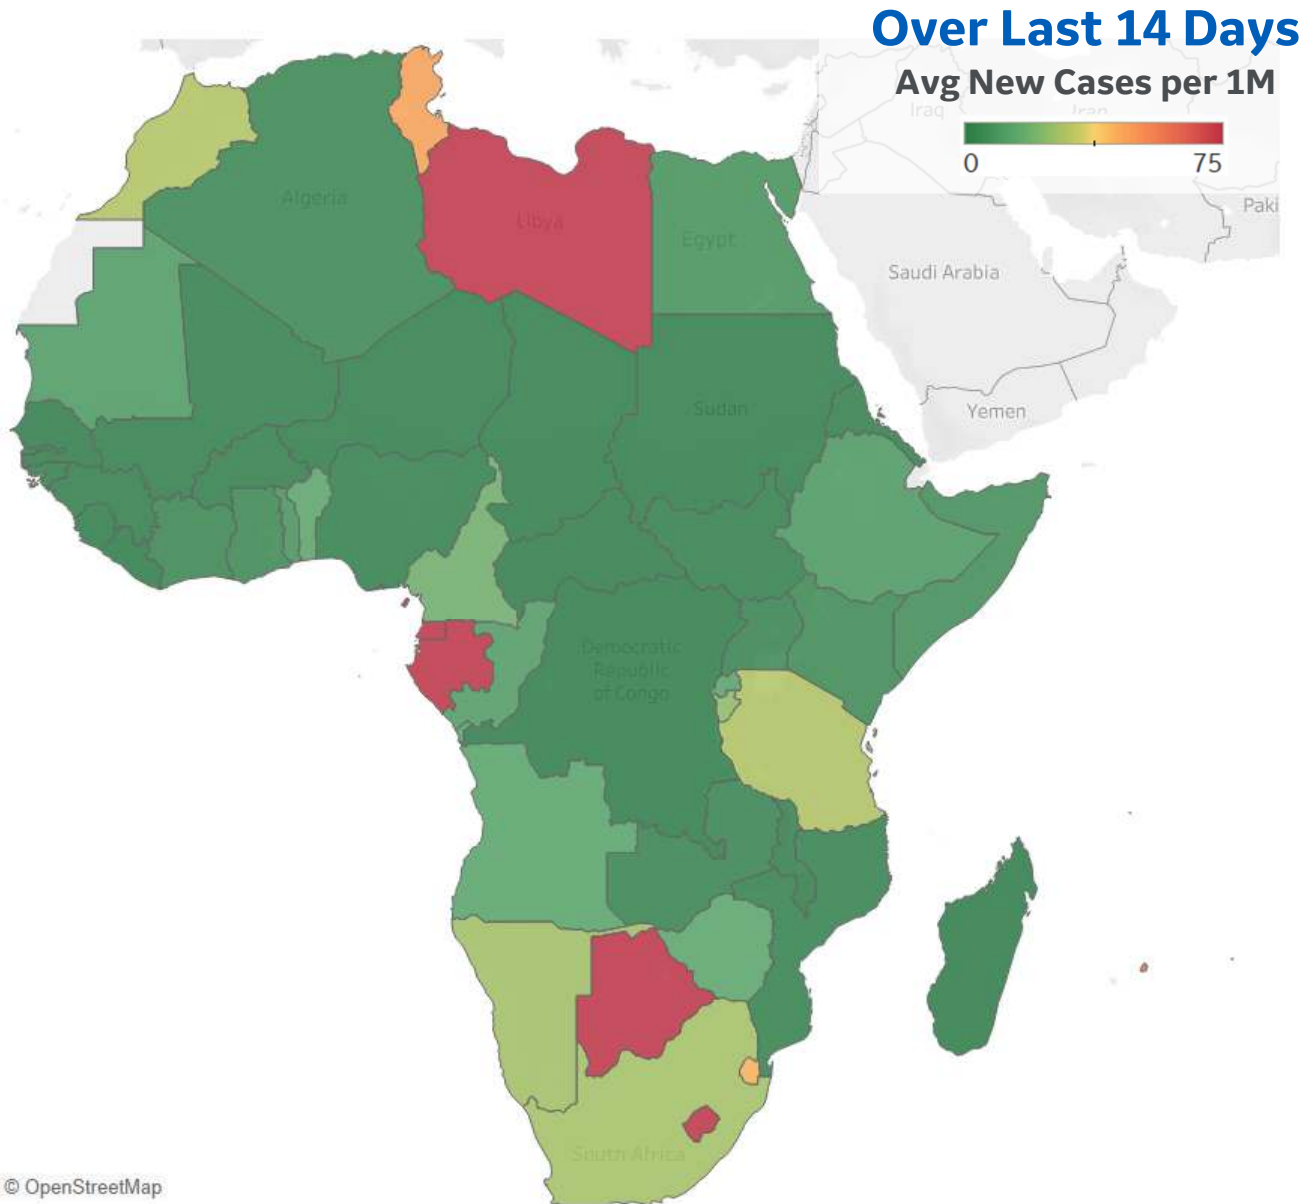 Over Last 14 Days
Avg New Cases per 1M
Iraq
Iran
0
75
Paki
Algeria
Libya
Egypt
Saudi Arabia
Sudan
Yemen
Democratic
Republic
of Congo
South Africa
© OpenStreetMap